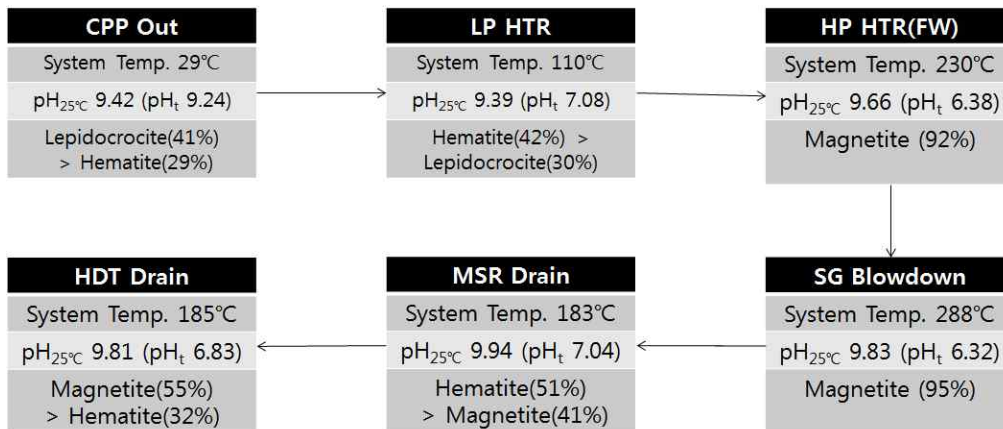 CPP Out
System Temp. 29℃
pH25℃ 9.42 (pHt 9.24)
Lepidocrocite(41%)
> Hematite(29%)
LP HTR
System Temp. 110℃
pH25℃ 9.39 (pHt 7.08)
Hematite(42%) >
Lepidocrocite(30%)
HP HTR(FW)
System Temp. 230℃
pH25℃ 9.66 (pHt 6.38)
Magnetite (92%)
HDT Drain
System Temp. 185℃
pH25℃ 9.81 (pHt 6.83)
Magnetite(55%)
> Hematite(32%)
MSR Drain
System Temp. 183℃
pH25℃ 9.94 (pHt 7.04)
Hematite(51%)
> Magnetite(41%)
SG Blowdown
System Temp. 288℃
pH25℃ 9.83 (pHt 6.32)
Magnetite (95%)